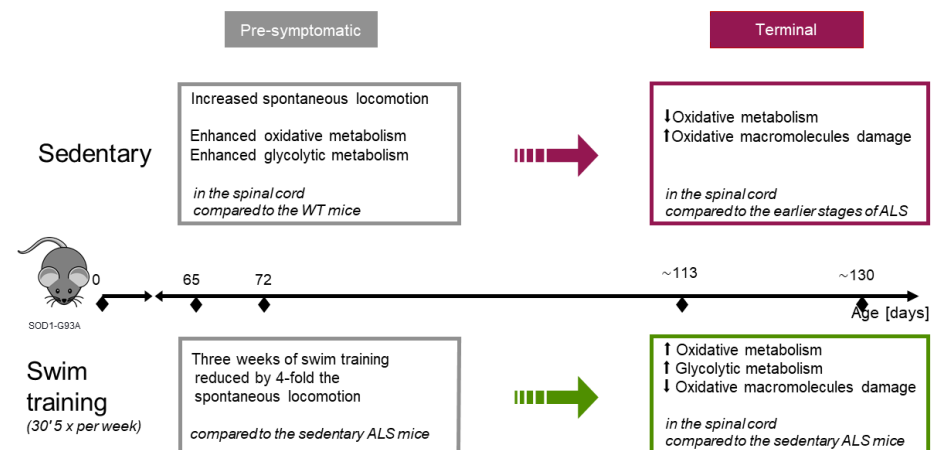 Pre-symptomatic
Terminal
Sedentary
Increased spontaneous locomotion
Enhanced oxidative metabolism
Enhanced glycolytic metabolism
in the spinal cord
compared to the WT mice
↓Oxidative metabolism
↑Oxidative macromolecules damage
in the spinal cord
compared to the earlier stages of ALS
0
65
72
~113
~130
Age [days]
SOD1-G93A
Swim
training
(30' 5 x per week)
Three weeks of swim training
reduced by 4-fold the
spontaneous locomotion
compared to the sedentary ALS mice
↑ Oxidative metabolism
↑ Glycolytic metabolism
↓ Oxidative macromolecules damage
in the spinal cord
compared to the sedentary ALS mice